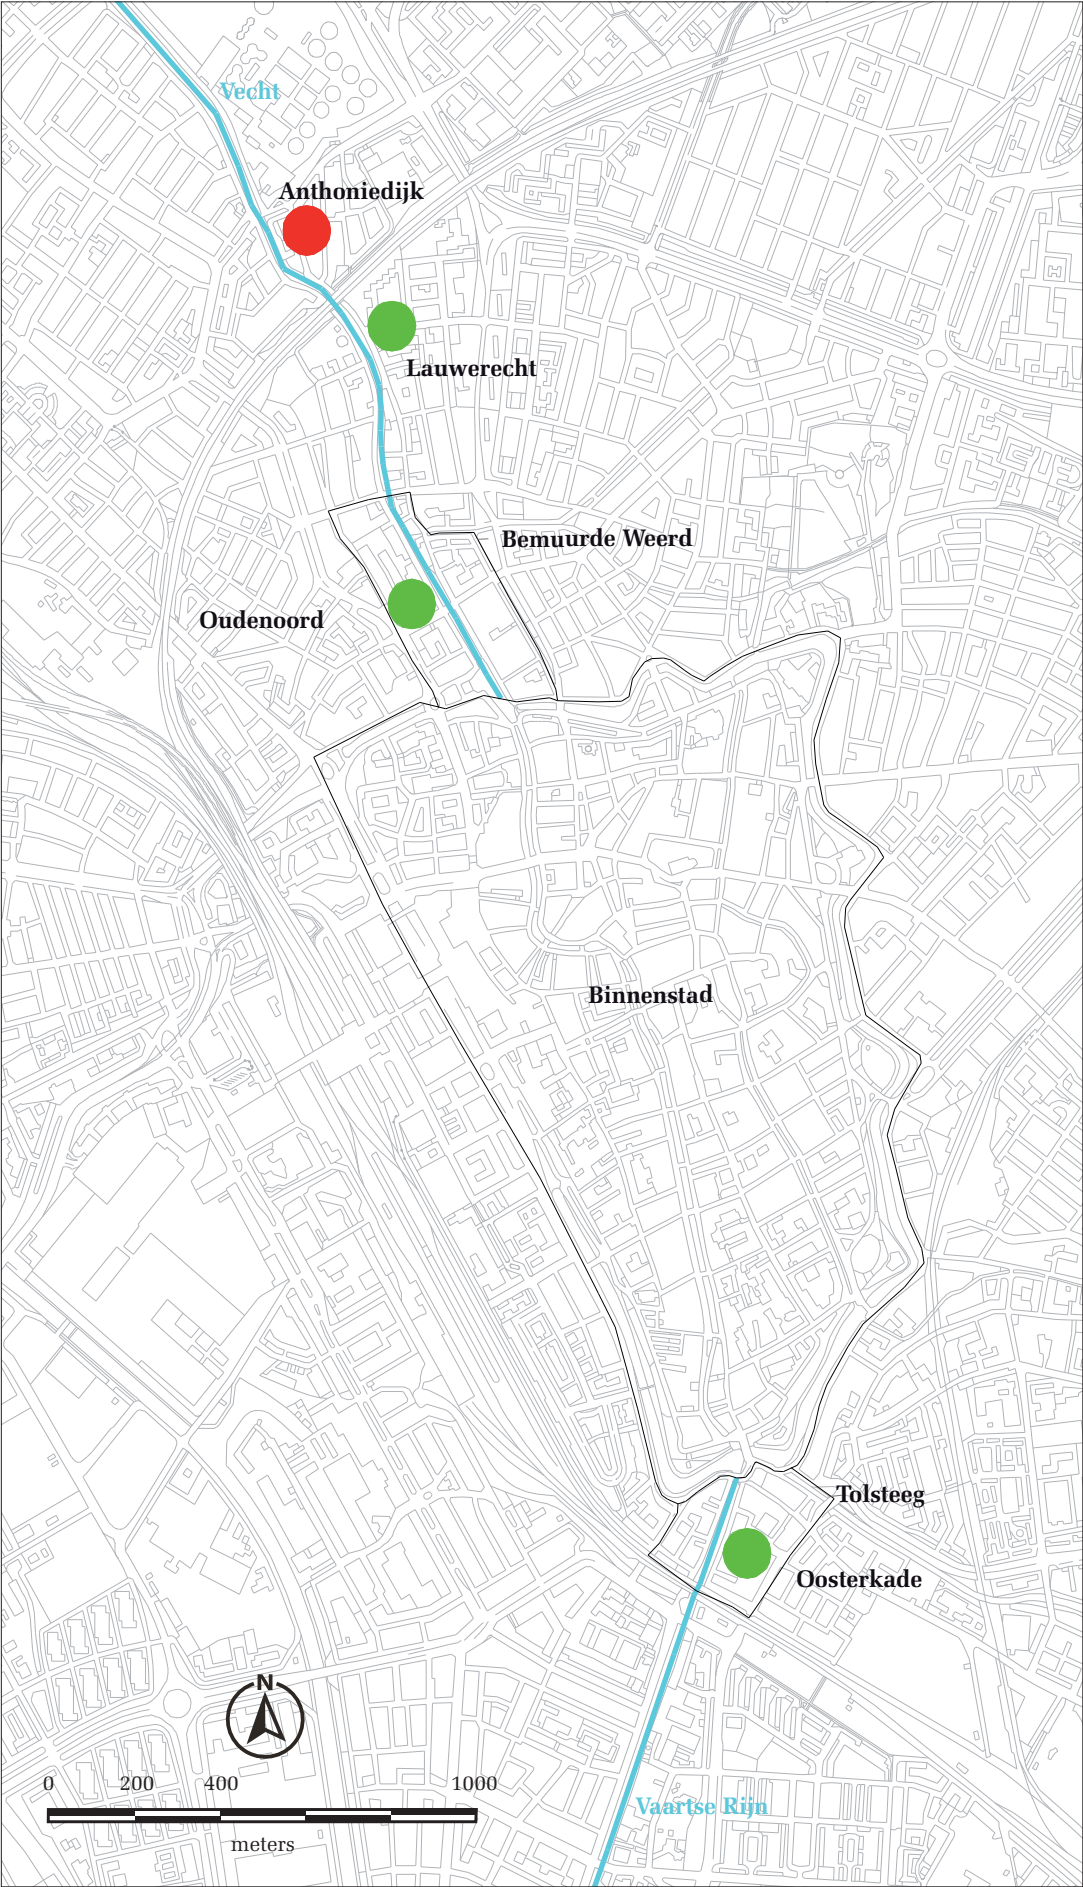 Vecht
Anthoniedijk
Lauwerecht
Bemuurde Weerd
Oudenoord
Binnenstad
Tolsteeg
Oosterkade
N
0 200 400 1000
meters
Vaartse Rijn